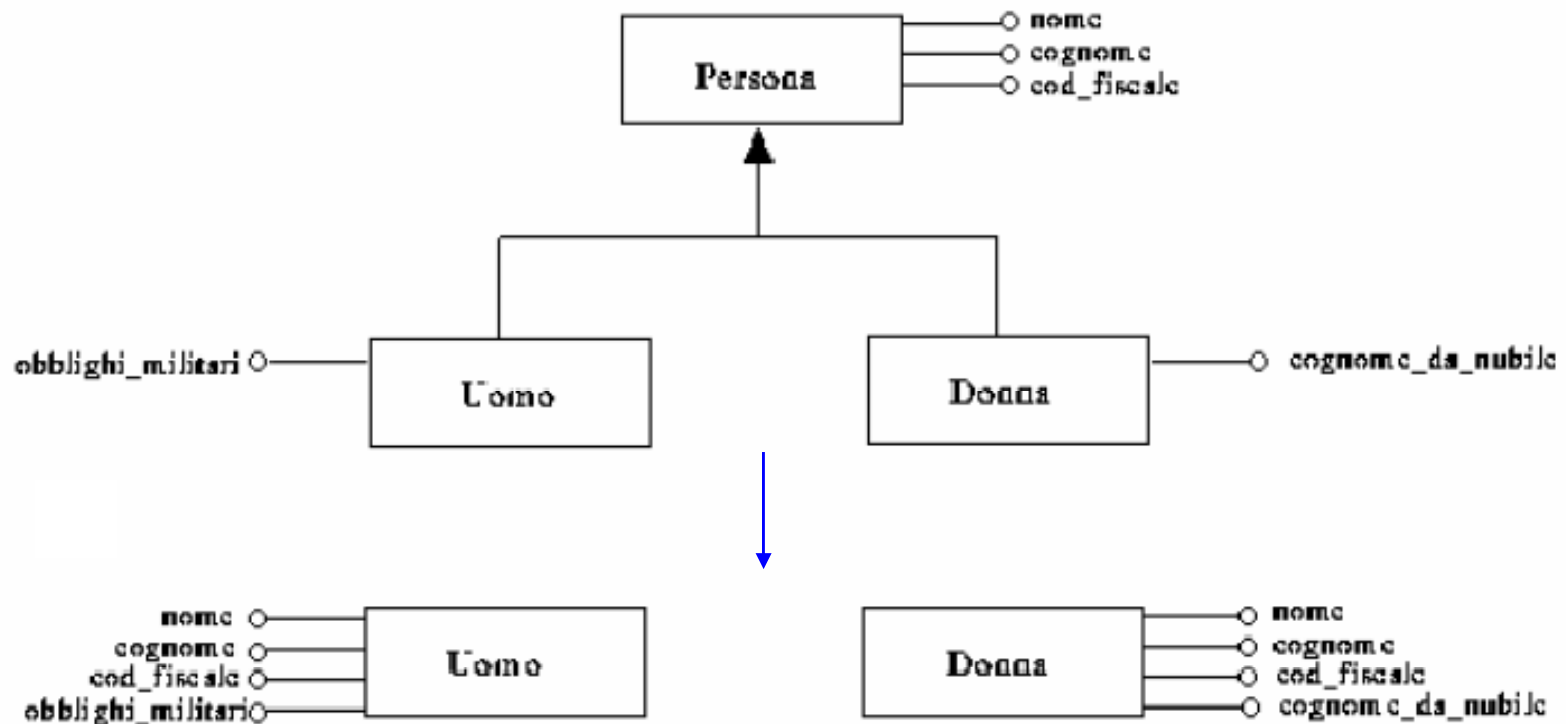 nome
cognome
cod_fiscale
Persona
obblighi_militari
Uomo
Donna
cognome_da_nubile
nome
cognome
cod_fiscale
obblighi_militari
Uomo
Donna
nome
cognome
cod_fiscale
cognome_da_nubile